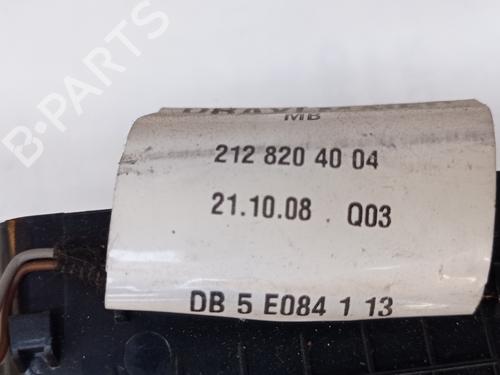 B-PARTS
MB
212 820 40 04
21.10.08 Q03
DB 5 E084 1 13